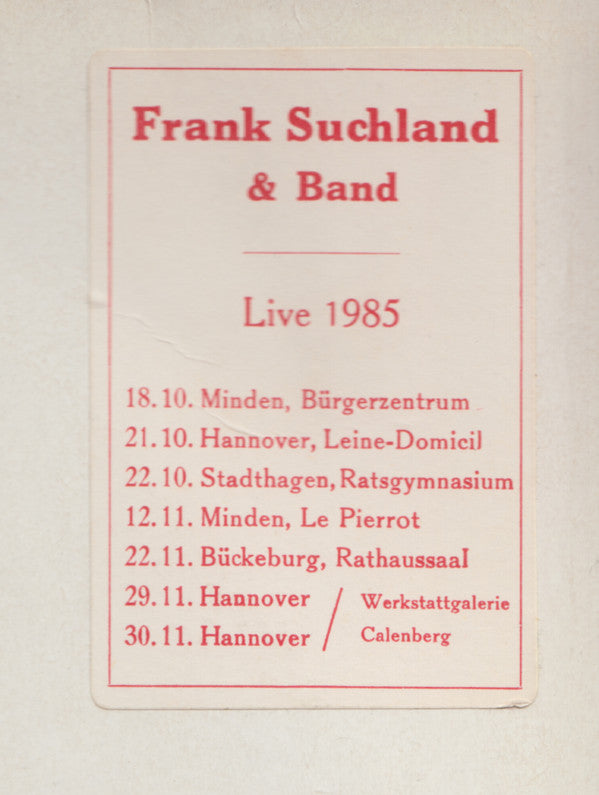 Frank Suchland
& Band
Live 1985
18.10. Minden, Bürgerzentrum
21.10. Hannover, Leine-Domicil
22.10. Stadthagen, Ratsgymnasium
12.11. Minden, Le Pierrot
22.11. Bückeburg, Rathaussaal
29.11. Hannover / Werkstattgalerie
30.11. Hannover / Calenberg